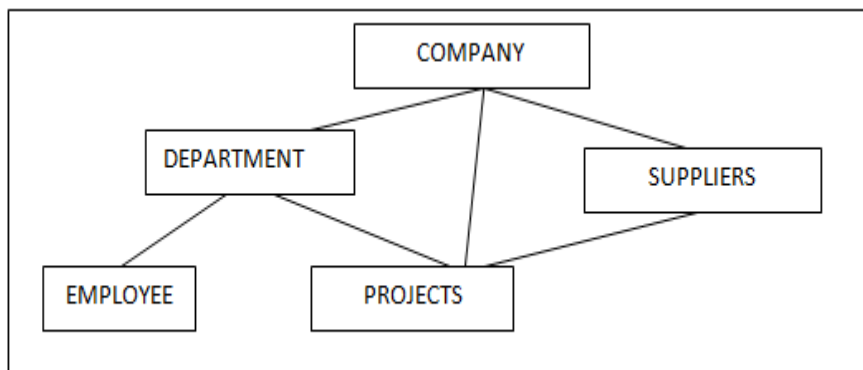 COMPANY
DEPARTMENT
SUPPLIERS
EMPLOYEE
PROJECTS